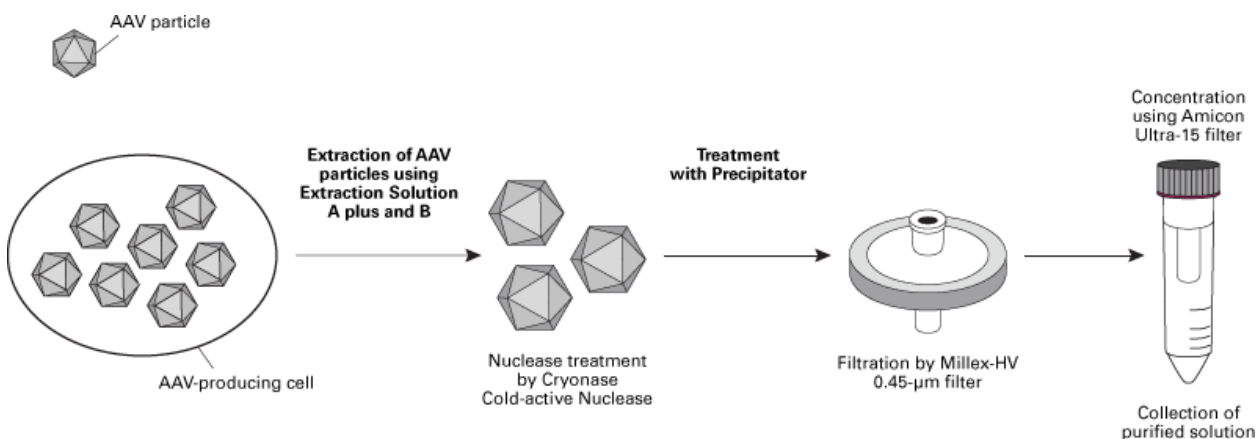 AAV particle
AAV-producing cell
Extraction of AAV
particles using
Extraction Solution
A plus and B
Nuclease treatment
by Cryonase
Cold-active Nuclease
Treatment
with Precipitator
Filtration by Millex-HV
0.45-µm filter
Concentration
using Amicon
Ultra-15 filter
Collection of
purified solution